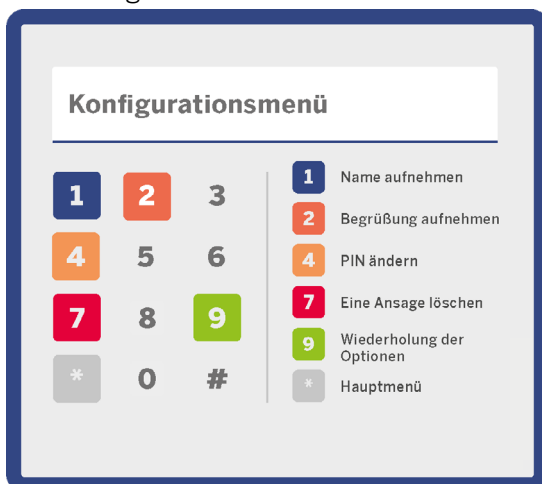 Konfigurationsmenü
1 2 3
4 5 6
7 8 9
* 0 #
1 Name aufnehmen
2 Begrüßung aufnehmen
4 PIN ändern
7 Eine Ansage löschen
9 Wiederholung der
Optionen
* Hauptmenü